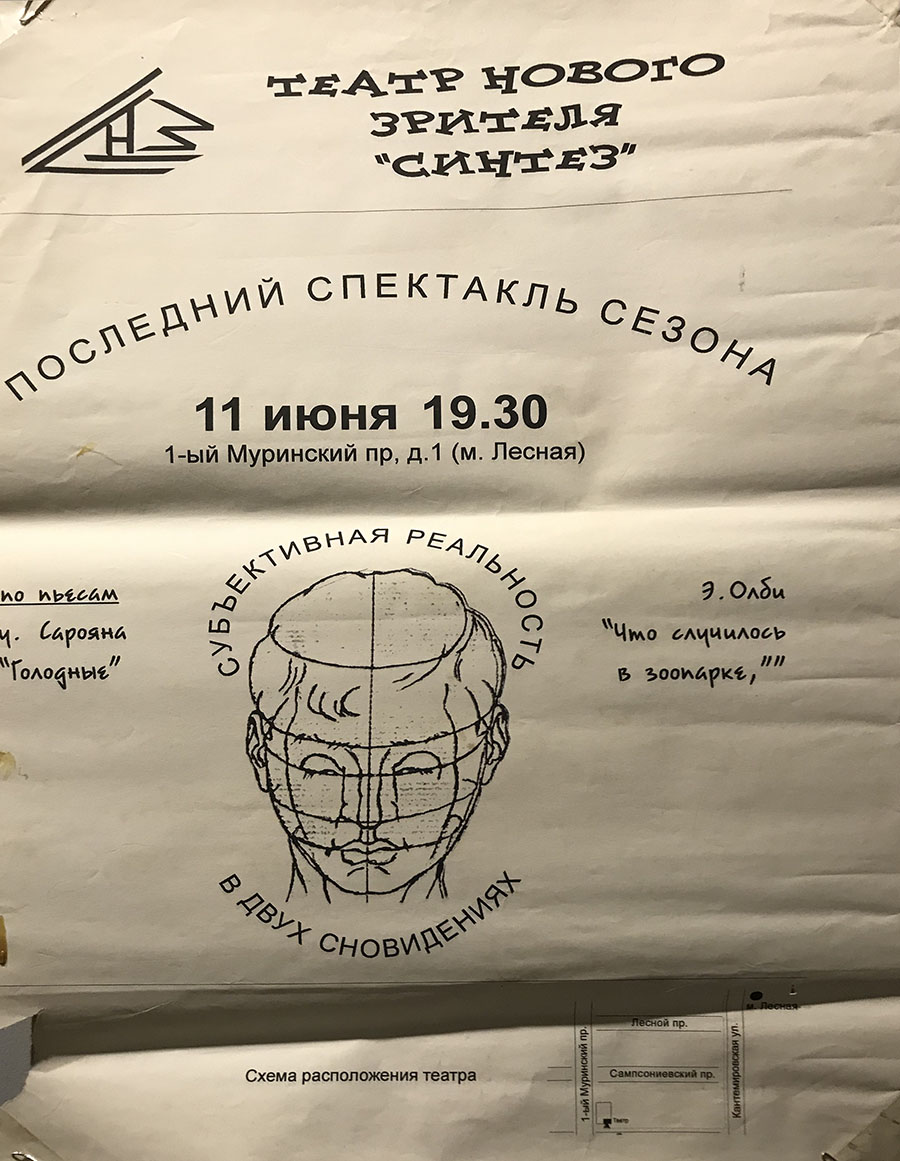 ТЕАТР НОВОГО
ЗРИТЕЛЯ
"СИНТЕЗ"
ПОСЛЕДНИЙ СПЕКТАКЛЬ СЕЗОНА
11 июня 19.30
1-ый Муринский пр, д.1 (м. Лесная)
СУБЪЕКТИВНАЯ РЕАЛЬНОСТЬ
по пьесам
у. Сарояна
"Голодные"
Э.Олби
"Что случилось
в зоопарке,""
В ДВУХ СНОВИДЕНИЯХ
м. Лесная
Лесной пр.
Схема расположения театра
1-ый Муринский пр.
Сампсониевский пр.
Кантемировская ул.
Театр